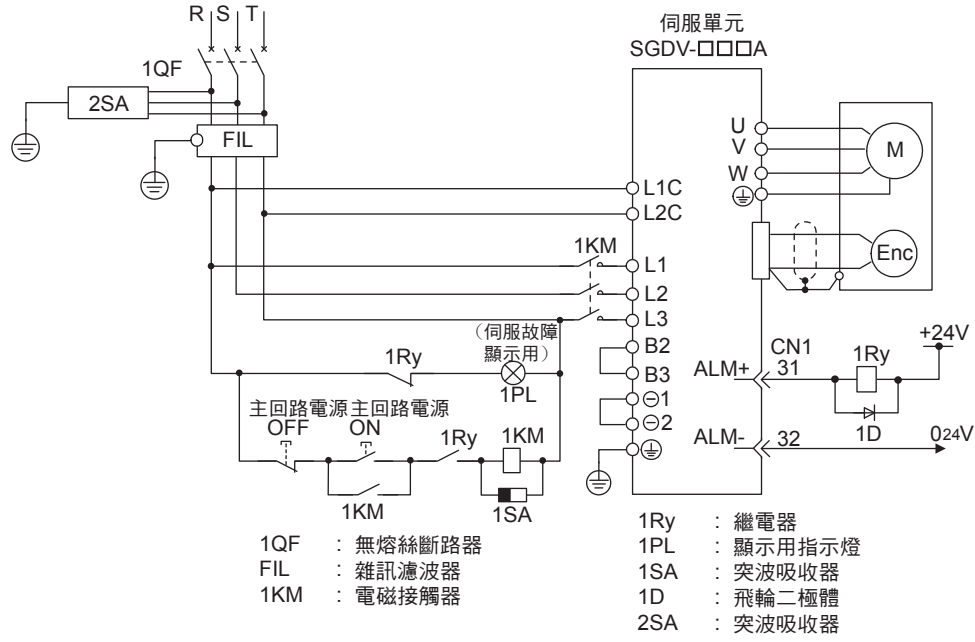 R S T
伺服單元
SGDV-□□□A
1QF
2SA
FIL
U
V
W
M
L1C
L2C
Enc
1KM
L1
L2
L3
（伺服故障
顯示用）
+24V
B2
CN1
1Ry
1Ry
B3
ALM+
31
1PL
⊖1
主回路電源 主回路電源
OFF
ON
⊖2
1D
1Ry
1KM
ALM-
32
024V
1KM
1SA
1QF : 無熔絲斷路器
FIL : 雜訊濾波器
1KM : 電磁接觸器
1Ry : 繼電器
1PL : 顯示用指示燈
1SA : 突波吸收器
1D : 飛輪二極體
2SA : 突波吸收器